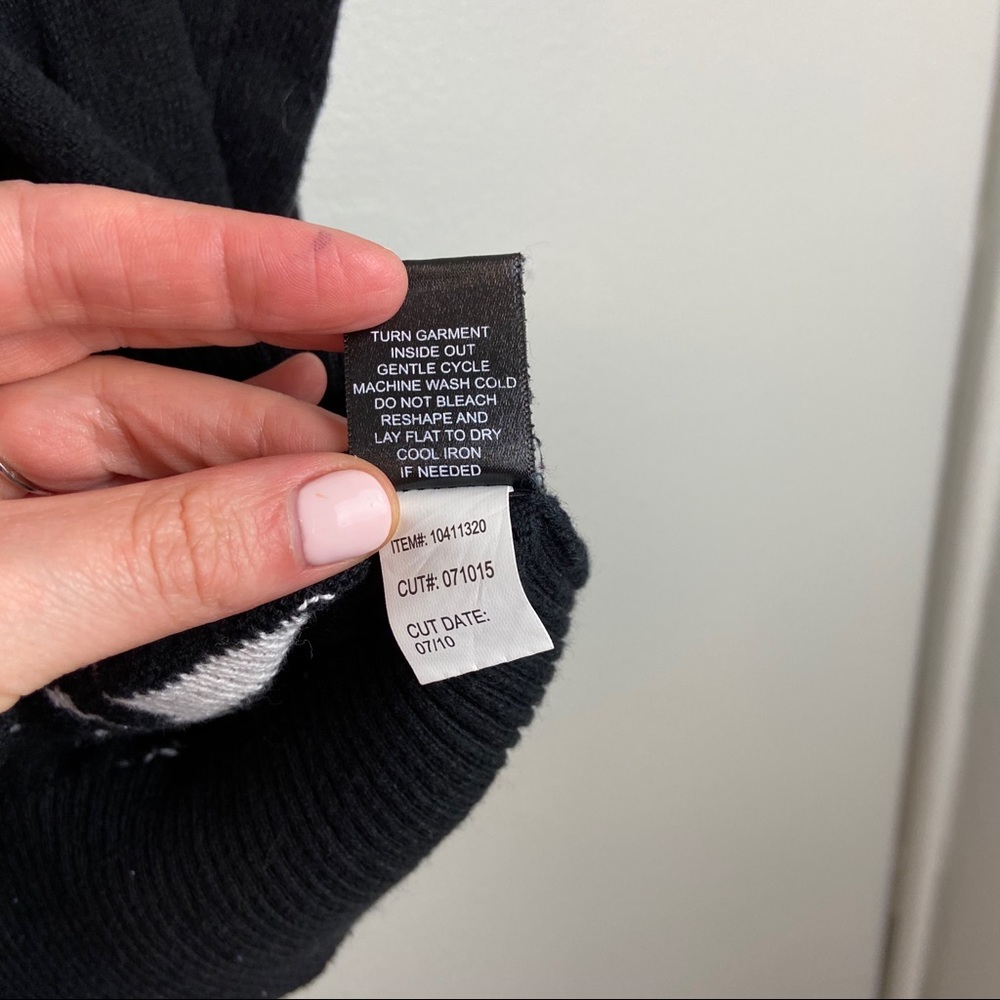 TURN GARMENT
INSIDE OUT
GENTLE CYCLE
MACHINE WASH COLD
DO NOT BLEACH
RESHAPE AND
LAY FLAT TO DRY
COOL IRON
IF NEEDED
ITEM#: 10411320
CUT#: 071015
CUT DATE:
07/10